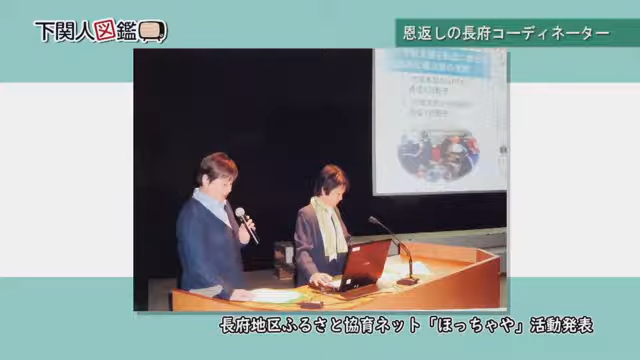 下関人図鑑
恩返しの長府コーディネーター
長府地区ふるさと協育ネット「ほっちゃや」活動発表